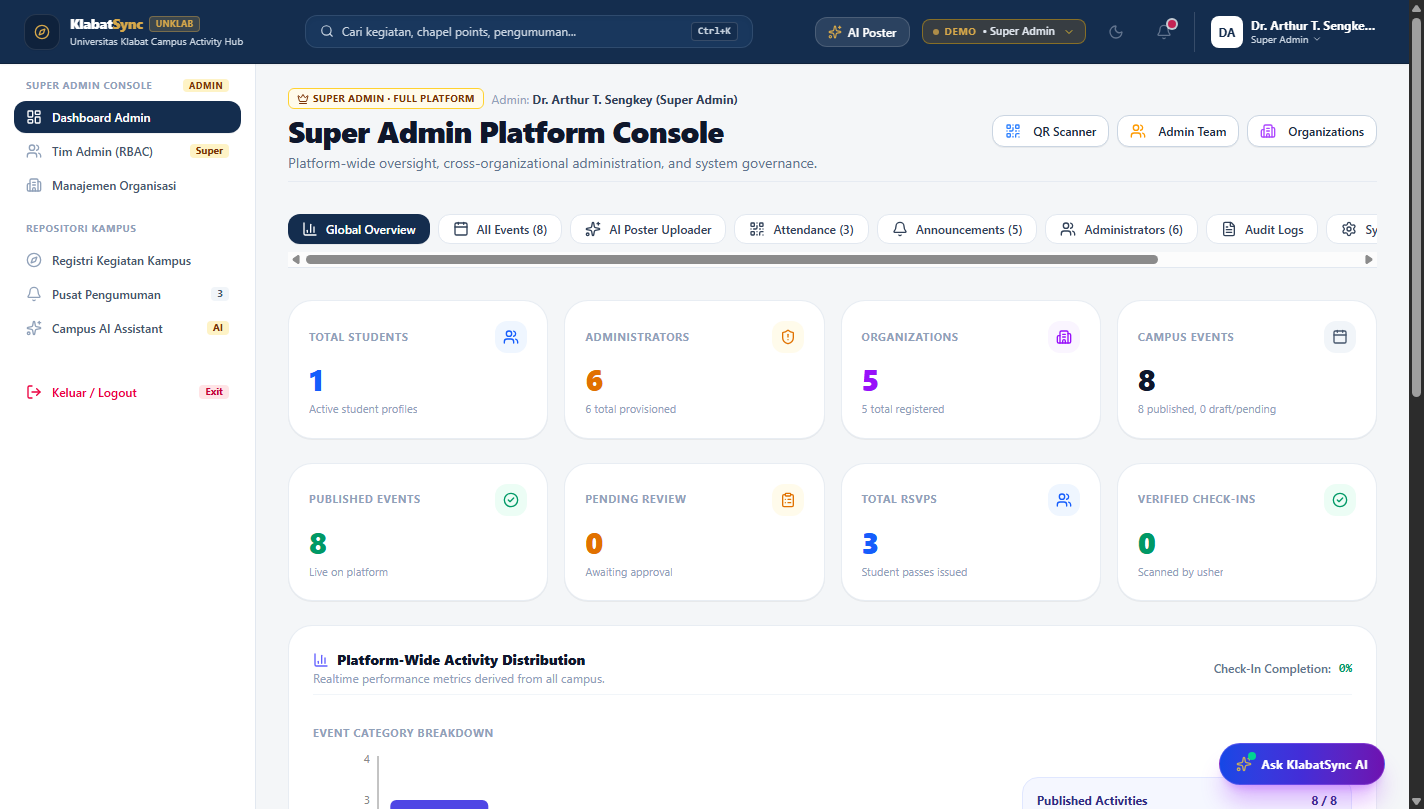 KlabatSync UNKLAB
Universitas Klabat Campus Activity Hub
Cari kegiatan, chapel points, pengumuman...
Ctrl+K
AI Poster
DEMO • Super Admin
DA
Dr. Arthur T. Sengke...
Super Admin
SUPER ADMIN CONSOLE
ADMIN
Dashboard Admin
Tim Admin (RBAC)
Super
Manajemen Organisasi
REPOSITORI KAMPUS
Registri Kegiatan Kampus
Pusat Pengumuman
3
Campus AI Assistant
AI
Keluar / Logout
Exit
SUPER ADMIN • FULL PLATFORM
Admin: Dr. Arthur T. Sengkey (Super Admin)
Super Admin Platform Console
Platform-wide oversight, cross-organizational administration, and system governance.
QR Scanner
Admin Team
Organizations
Global Overview
All Events (8)
AI Poster Uploader
Attendance (3)
Announcements (5)
Administrators (6)
Audit Logs
Sy
TOTAL STUDENTS
1
Active student profiles
ADMINISTRATORS
6
6 total provisioned
ORGANIZATIONS
5
5 total registered
CAMPUS EVENTS
8
8 published, 0 draft/pending
PUBLISHED EVENTS
8
Live on platform
PENDING REVIEW
0
Awaiting approval
TOTAL RSVPS
3
Student passes issued
VERIFIED CHECK-INS
0
Scanned by usher
Platform-Wide Activity Distribution
Realtime performance metrics derived from all campus.
Check-In Completion: 0%
EVENT CATEGORY BREAKDOWN
4
3
Ask KlabatSync AI
Published Activities
8 / 8